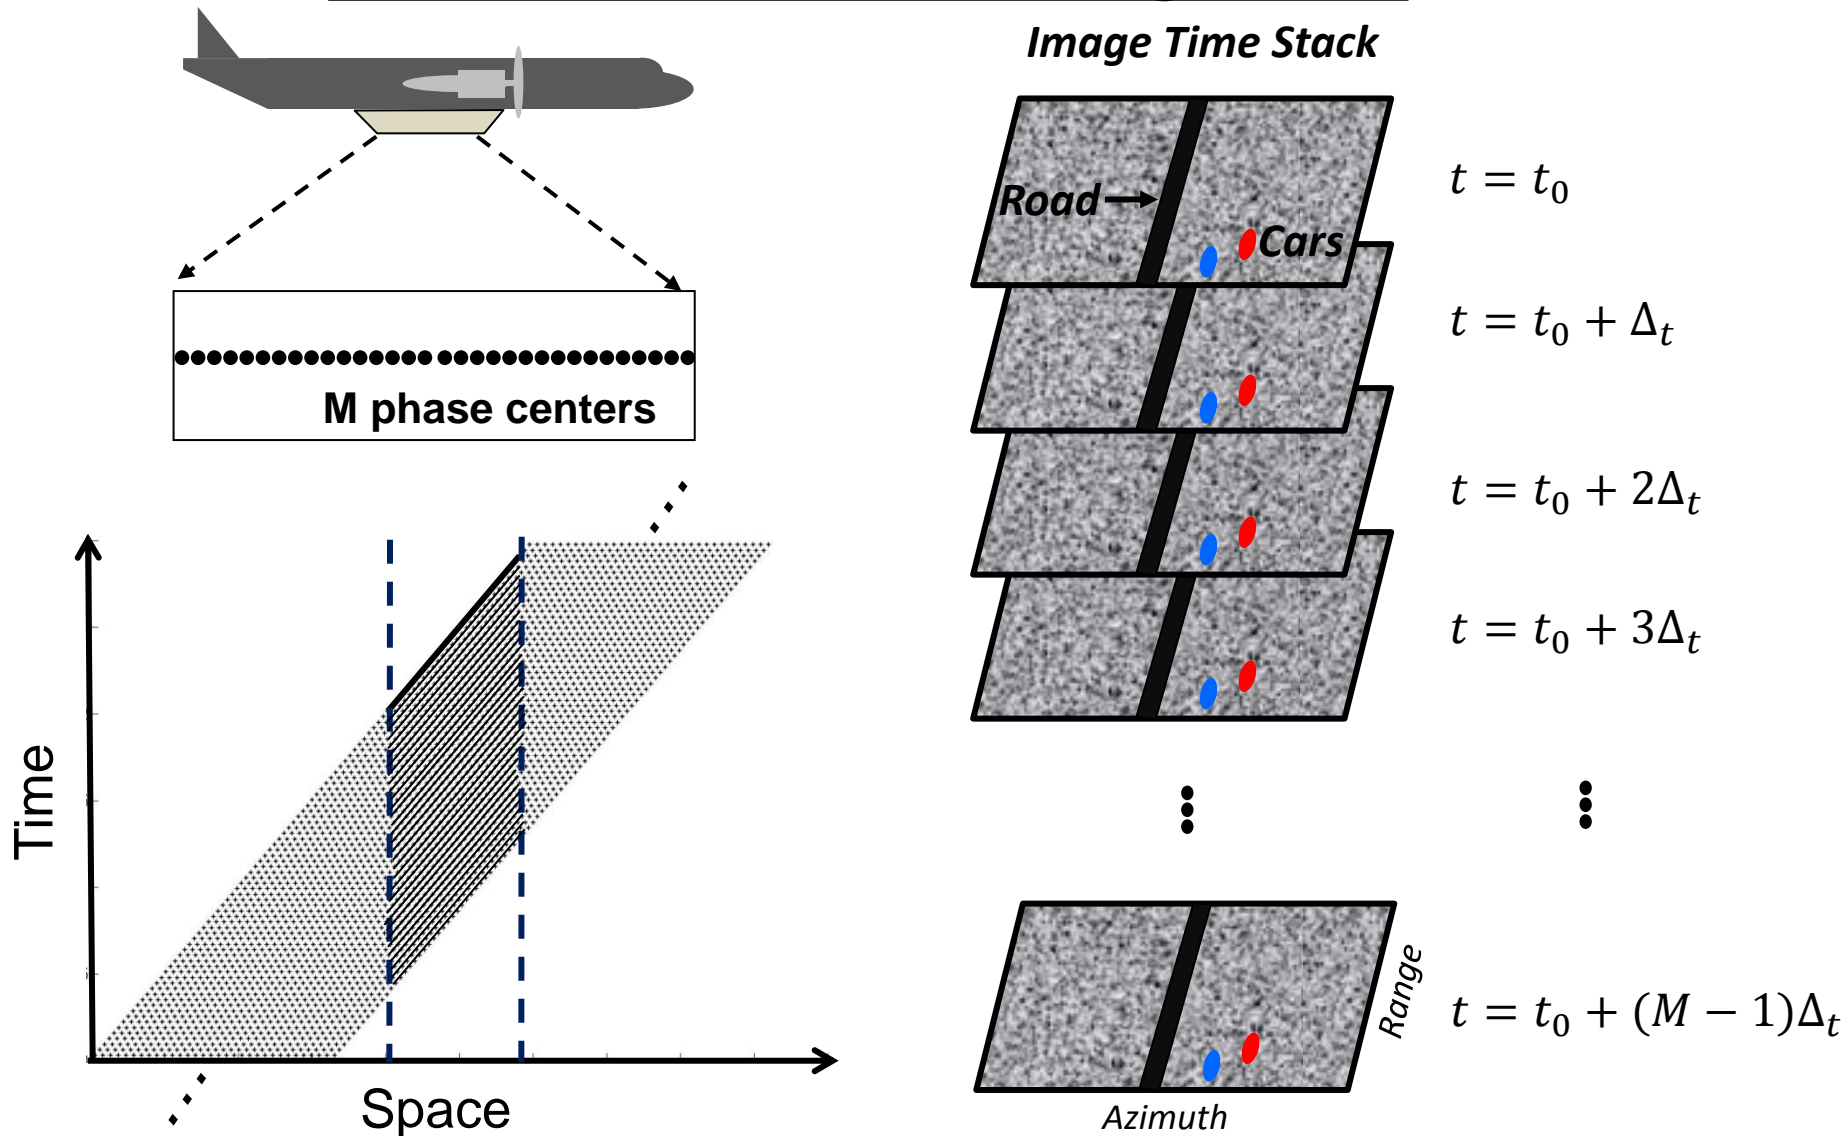 Image Time Stack
Road
Cars
t = t₀
t = t₀ + Δₜ
t = t₀ + 2Δₜ
t = t₀ + 3Δₜ
M phase centers
Time
Space
Range
Azimuth
t = t₀ + (M − 1)Δₜ